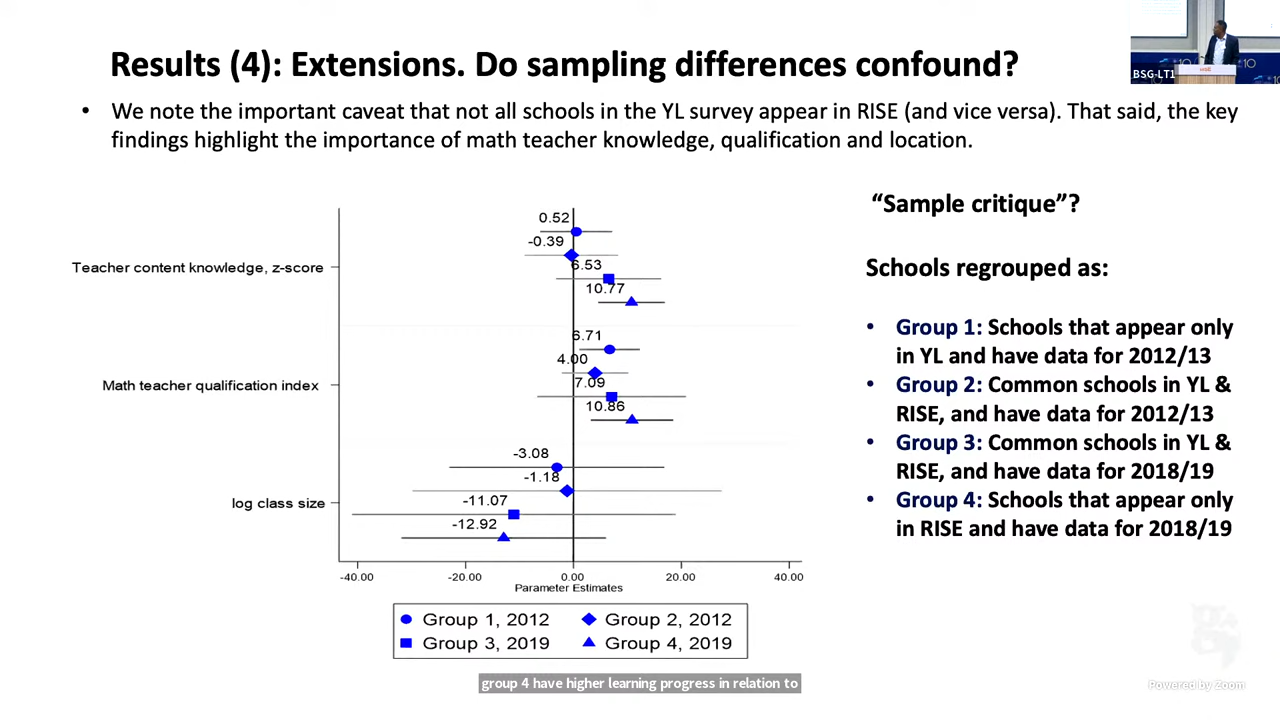 Results (4): Extensions. Do sampling differences confound?
BSG-LT1
• We note the important caveat that not all schools in the YL survey appear in RISE (and vice versa). That said, the key
findings highlight the importance of math teacher knowledge, qualification and location.
“Sample critique”?
Schools regrouped as:
• Group 1: Schools that appear only
in YL and have data for 2012/13
• Group 2: Common schools in YL &
RISE, and have data for 2012/13
• Group 3: Common schools in YL &
RISE, and have data for 2018/19
• Group 4: Schools that appear only
in RISE and have data for 2018/19
Teacher content knowledge, z-score
0.52
-0.39
6.53
10.77
Math teacher qualification index
6.71
4.00
7.09
10.86
log class size
-3.08
-1.18
-11.07
-12.92
-40.00 -20.00 0.00 20.00 40.00
Parameter Estimates
Group 1, 2012 Group 2, 2012
Group 3, 2019 Group 4, 2019
group 4 have higher learning progress in relation to
Powered by Zoom